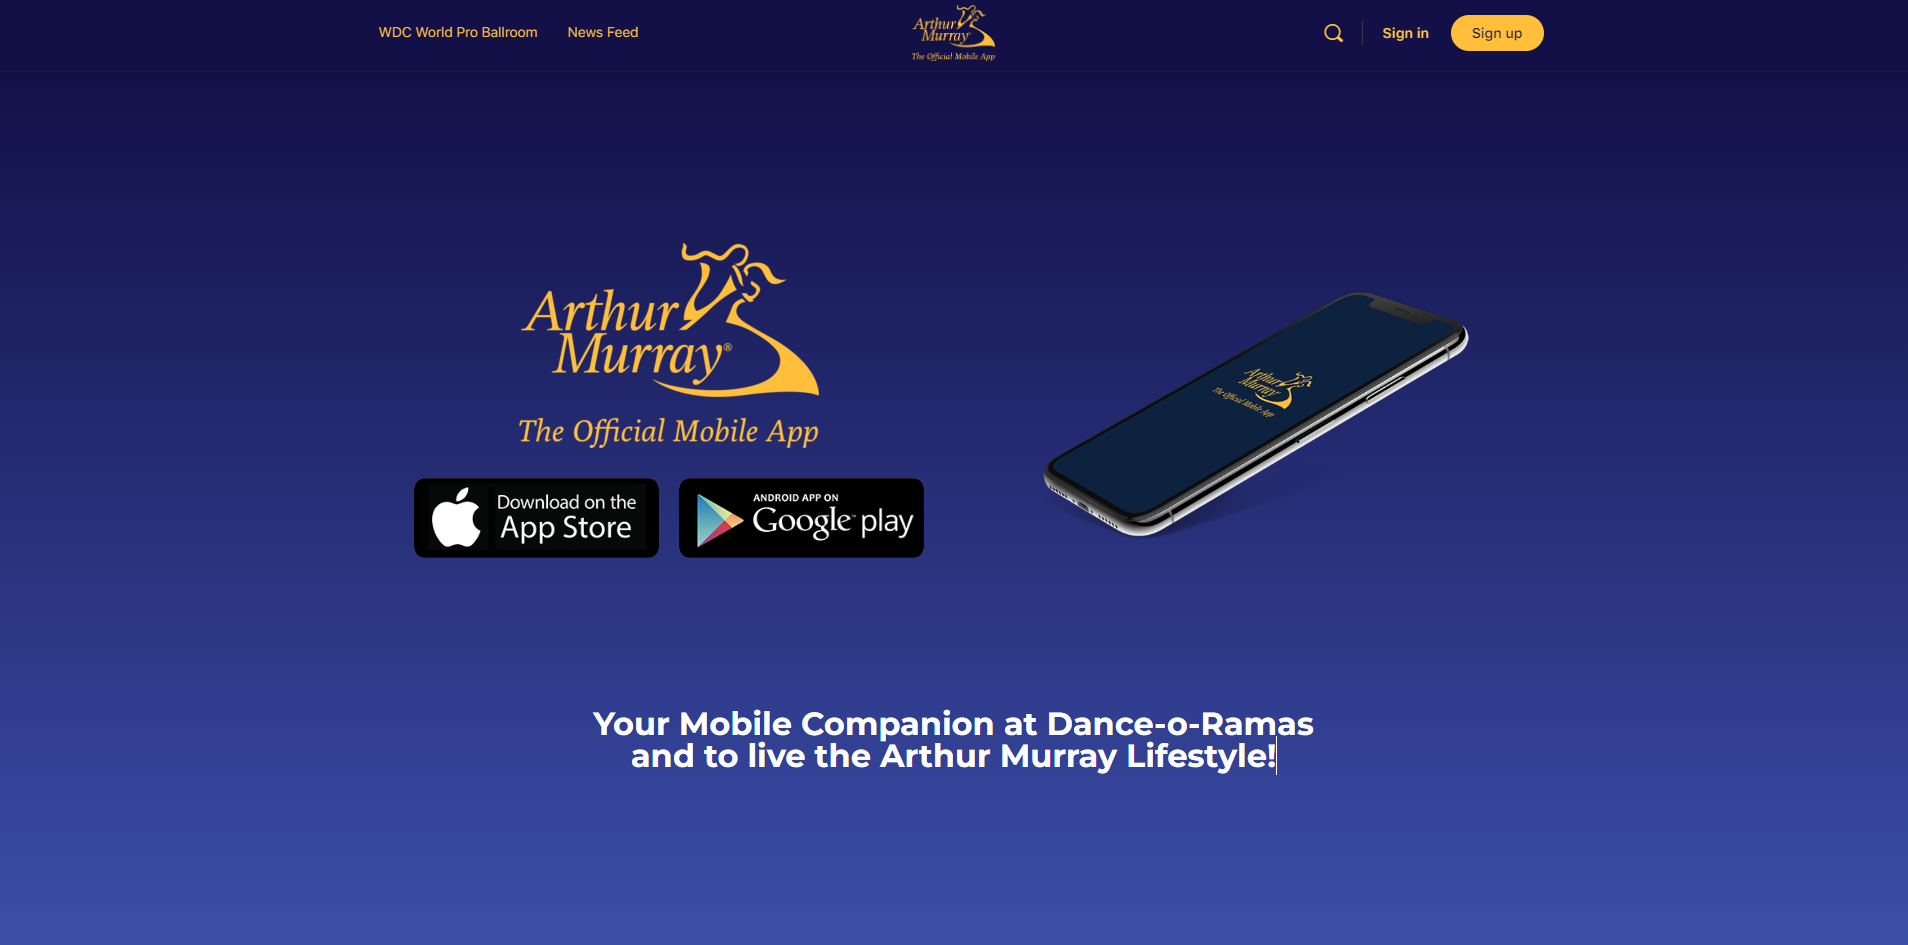 WDC World Pro Ballroom
News Feed
Arthur
Murray
The Official Mobile App
Sign in
Sign up
Arthur
Murray®
The Official Mobile App
Download on the
App Store
ANDROID APP ON
Google™ play
Arthur
Murray
The Official Mobile App
Your Mobile Companion at Dance-o-Ramas
and to live the Arthur Murray Lifestyle!